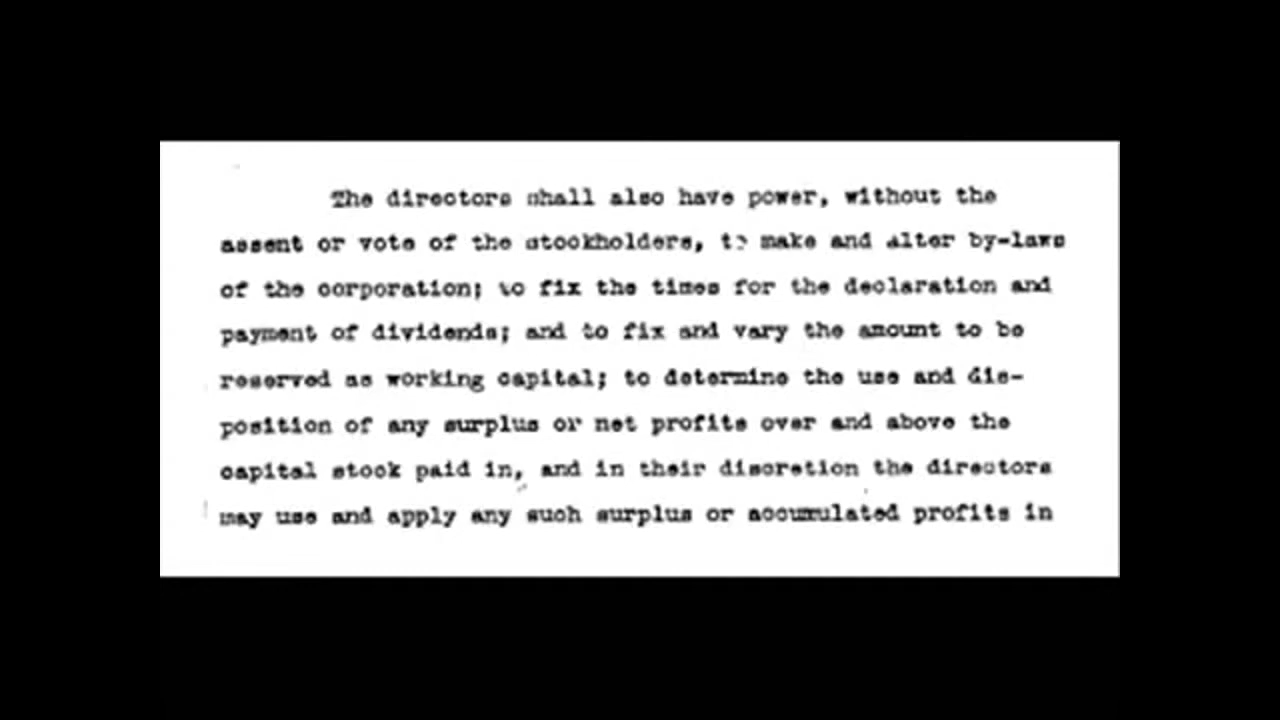 The directors shall also have power, without the
assent or vote of the stockholders, to make and alter by-laws
of the corporation; to fix the times for the declaration and
payment of dividends; and to fix and vary the amount to be
reserved as working capital; to determine the use and dis-
position of any surplus or net profits over and above the
capital stock paid in, and in their discretion the directors
may use and apply any such surplus or accumulated profits in